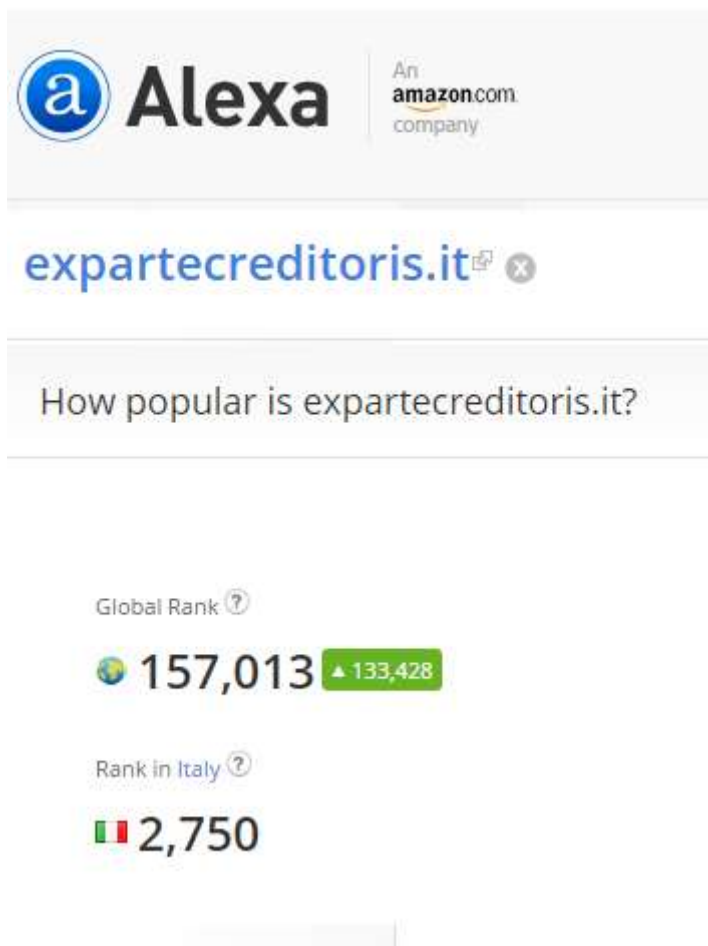 a Alexa
An
amazon.com
company
expartecreditoris.it
How popular is expartecreditoris.it?
Global Rank ?
157,013 ▲ 133,428
Rank in Italy ?
2,750